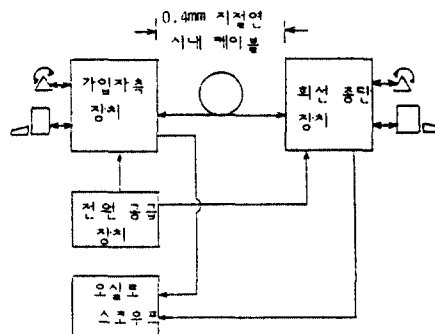 0.4mm 지절연
시내 케이블
가입자측
장치
회선 종단
장치
전원 공급
장치
오실로
스코우프